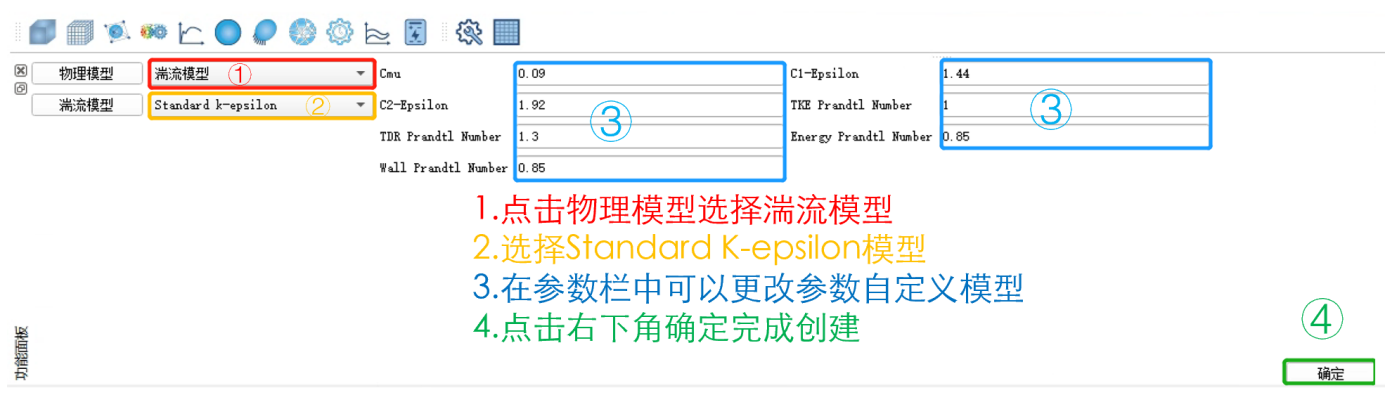 物理模型 湍流模型 ① Cmu 0.09 C1-Epsilon 1.44
湍流模型 Standard k-epsilon ② C2-Epsilon 1.92 ③ TKE Prandtl Number 1 ③
TDR Prandtl Number 1.3 Energy Prandtl Number 0.85
Wall Prandtl Number 0.85
1.点击物理模型选择湍流模型
2.选择Standard K-epsilon模型
3.在参数栏中可以更改参数自定义模型
4.点击右下角确定完成创建
④
功能面板
确定